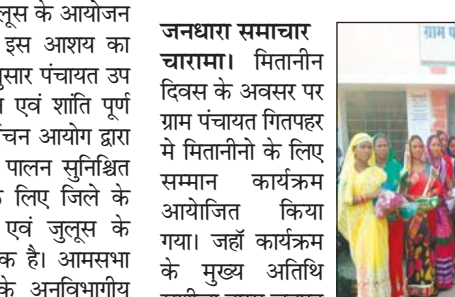 लूस के आयोजन
इस आशय का
नुसार पंचायत उप
एवं शांति पूर्ण
र्चन आयोग द्वारा
पालन सुनिश्चित
लिए जिले के
एवं जुलूस के
क है। आमसभा
के अनुविभागीय
जनधारा समाचार
चारामा। मितानीन
दिवस के अवसर पर
ग्राम पंचायत गितपहर
मे मितानीनो के लिए
सम्मान कार्यक्रम
आयोजित किया
गया। जहॉ कार्यक्रम
के मुख्य अतिथि
ग्राम